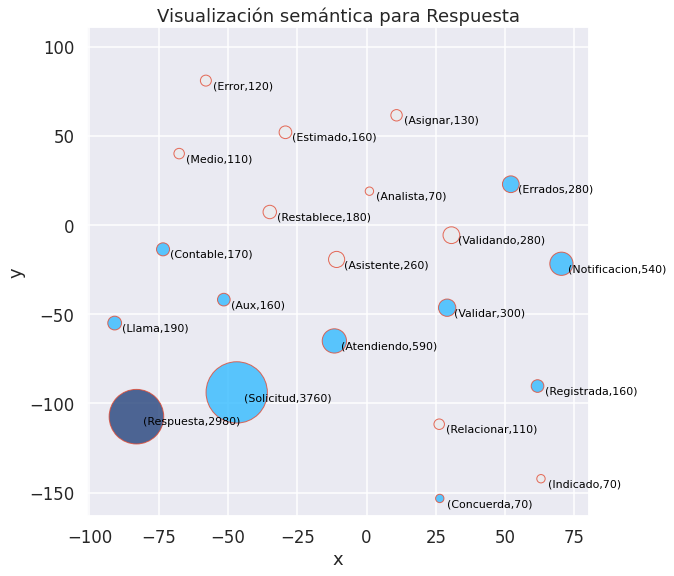 Visualización semántica para Respuesta
100
50
0
−50
−100
−150
y
(Error,120)
(Asignar,130)
(Estimado,160)
(Medio,110)
(Analista,70)
(Errados,280)
(Restablece,180)
(Validando,280)
(Contable,170)
(Asistente,260)
(Notificacion,540)
(Aux,160)
(Validar,300)
(Llama,190)
(Atendiendo,590)
(Registrada,160)
(Solicitud,3760)
(Respuesta,2980)
(Relacionar,110)
(Indicado,70)
(Concuerda,70)
−100
−75
−50
−25
0
25
50
75
x